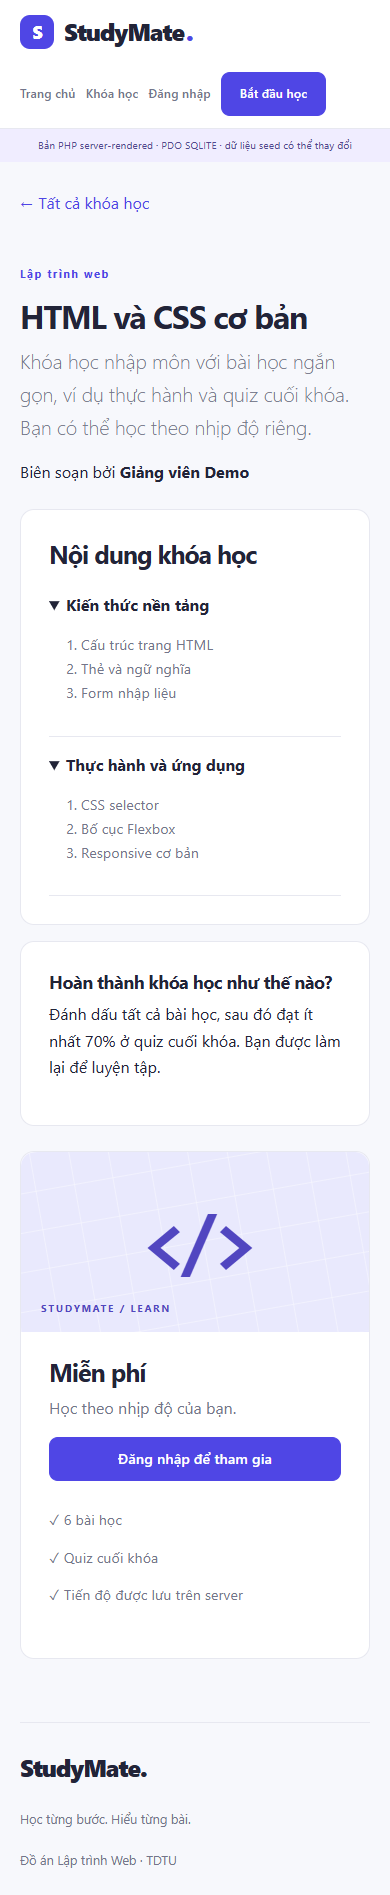 S StudyMate.
Trang chủ Khóa học Đăng nhập Bắt đầu học
Bản PHP server-rendered · PDO SQLITE · dữ liệu seed có thể thay đổi
← Tất cả khóa học
Lập trình web
HTML và CSS cơ bản
Khóa học nhập môn với bài học ngắn
gọn, ví dụ thực hành và quiz cuối khóa.
Bạn có thể học theo nhịp độ riêng.
Biên soạn bởi Giảng viên Demo
Nội dung khóa học
▼ Kiến thức nền tảng
1. Cấu trúc trang HTML
2. Thẻ và ngữ nghĩa
3. Form nhập liệu
▼ Thực hành và ứng dụng
1. CSS selector
2. Bố cục Flexbox
3. Responsive cơ bản
Hoàn thành khóa học như thế nào?
Đánh dấu tất cả bài học, sau đó đạt ít
nhất 70% ở quiz cuối khóa. Bạn được làm
lại để luyện tập.
</>
STUDYMATE / LEARN
Miễn phí
Học theo nhịp độ của bạn.
Đăng nhập để tham gia
✓ 6 bài học
✓ Quiz cuối khóa
✓ Tiến độ được lưu trên server
StudyMate.
Học từng bước. Hiểu từng bài.
Đồ án Lập trình Web · TDTU